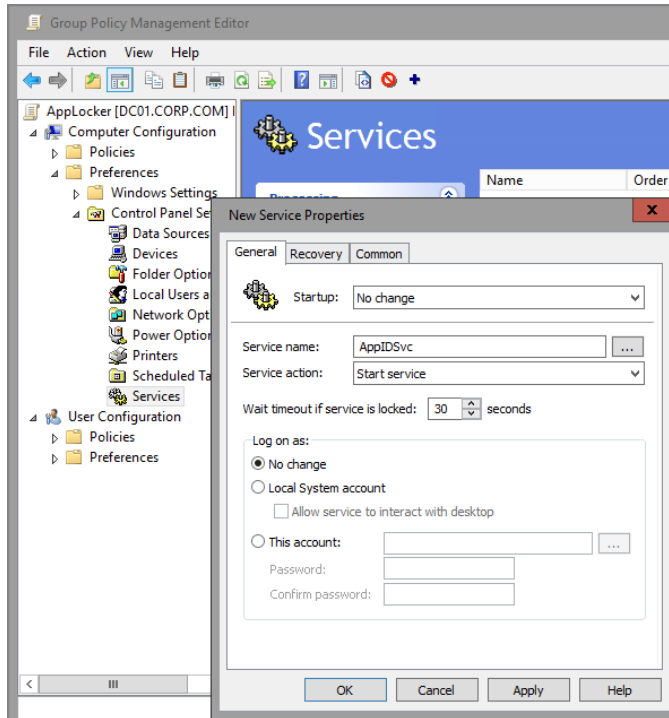 Group Policy Management Editor
File Action View Help
AppLocker [DC01.CORP.COM]
Computer Configuration
Policies
Preferences
Windows Settings
Control Panel Se
Data Sources
Devices
Folder Option
Local Users a
Network Opt
Power Option
Printers
Scheduled Ta
Services
User Configuration
Policies
Preferences
Services
Name Order
New Service Properties
General Recovery Common
Startup: No change
Service name: AppIDSvc ...
Service action: Start service
Wait timeout if service is locked: 30 seconds
Log on as:
No change
Local System account
Allow service to interact with desktop
This account: ...
Password:
Confirm password:
OK Cancel Apply Help